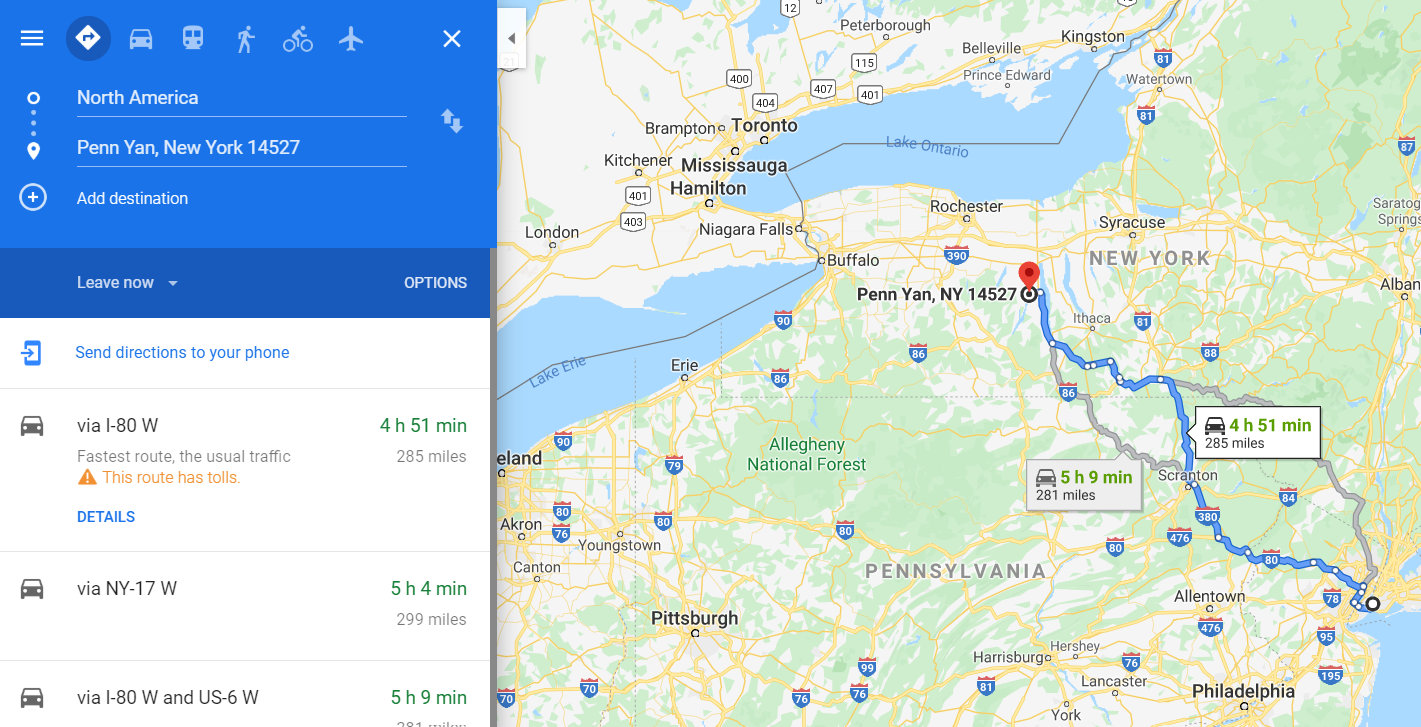 North America
Penn Yan, New York 14527
Add destination
Leave now
OPTIONS
Send directions to your phone
via I-80 W
4 h 51 min
Fastest route, the usual traffic
285 miles
This route has tolls.
DETAILS
via NY-17 W
5 h 4 min
299 miles
via I-80 W and US-6 W
5 h 9 min
281 miles
21
12
Peterborough
Belleville
Kingston
81
Prince Edward
Watertown
400
115
407
401
404
81
Brampton
Toronto
Lake Ontario
87
Kitchener
Mississauga
Hamilton
401
403
Rochester
Saratog
Springs
London
Niagara Falls
Syracuse
Buffalo
390
NEW YORK
Penn Yan, NY 14527
Alban
Ithaca
90
81
86
88
Lake Erie
Erie
86
86
4 h 51 min
285 miles
90
eland
79
Allegheny
National Forest
5 h 9 min
281 miles
Scranton
84
80
80
380
Akron
76
Youngstown
80
476
80
80
Canton
PENNSYLVANIA
Allentown
78
Pittsburgh
476
95
Hershey
Harrisburg
99
76
195
70
70
76
76
81
Lancaster
Philadelphia
York